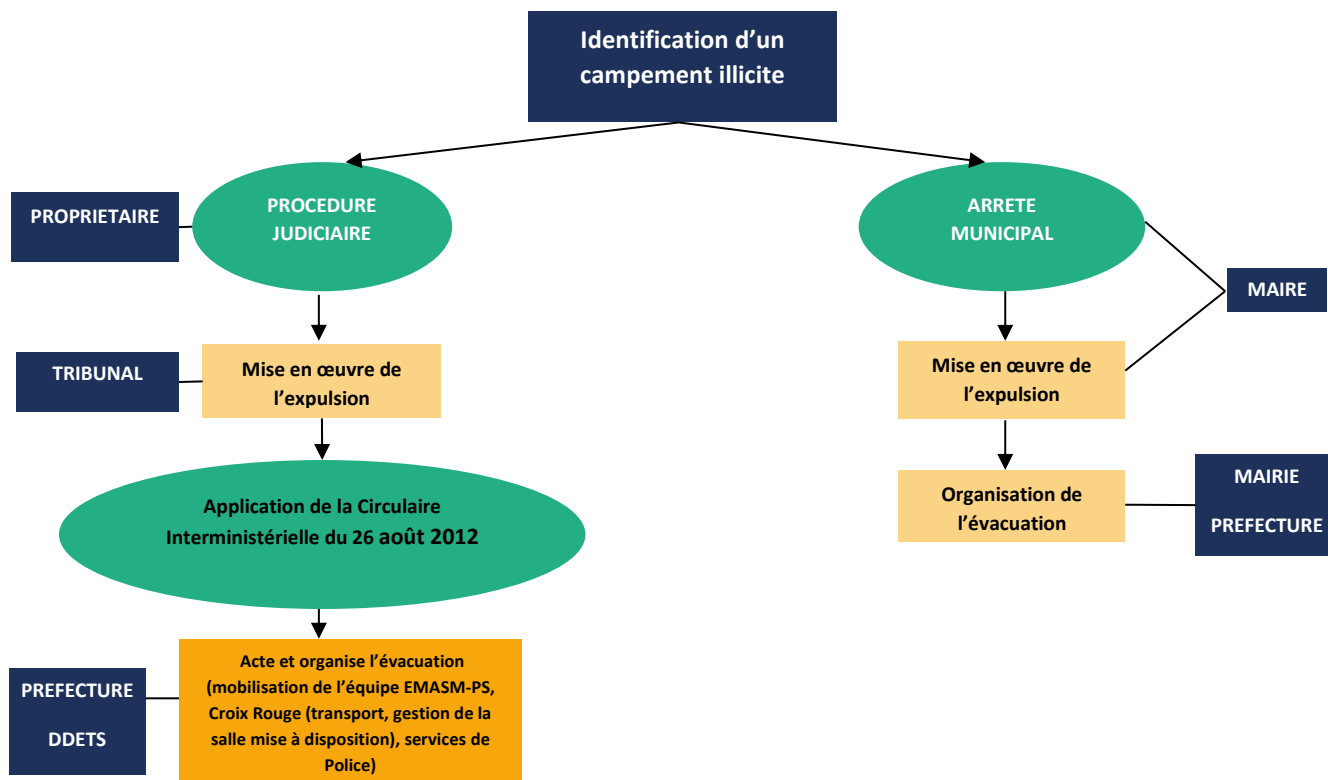 Identification d’un
campement illicite
PROPRIETAIRE
PROCEDURE
JUDICIAIRE
ARRETE
MUNICIPAL
MAIRE
TRIBUNAL
Mise en œuvre de
l’expulsion
Mise en œuvre de
l’expulsion
Application de la Circulaire
Interministérielle du 26 août 2012
Organisation de
l’évacuation
MAIRIE
PREFECTURE
PREFECTURE
DDETS
Acte et organise l’évacuation
(mobilisation de l’équipe EMASM-PS,
Croix Rouge (transport, gestion de la
salle mise à disposition), services de
Police)